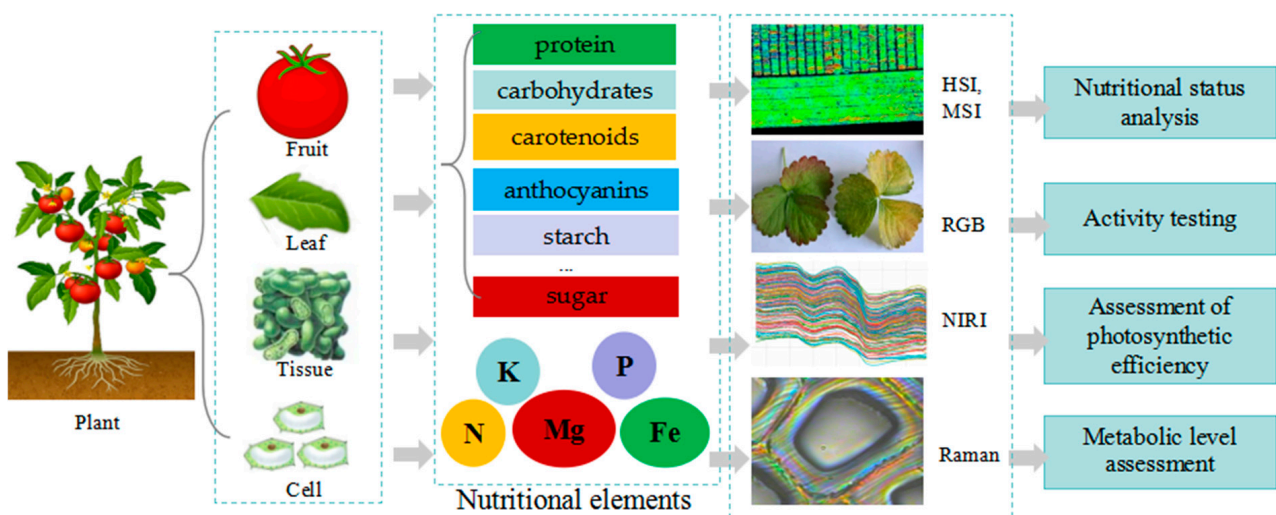 Plant
Fruit
Leaf
Tissue
Cell
protein
carbohydrates
carotenoids
anthocyanins
starch
...
sugar
K
P
N
Mg
Fe
Nutritional elements
HSI,
MSI
RGB
NIRI
Raman
Nutritional status
analysis
Activity testing
Assessment of
photosynthetic
efficiency
Metabolic level
assessment